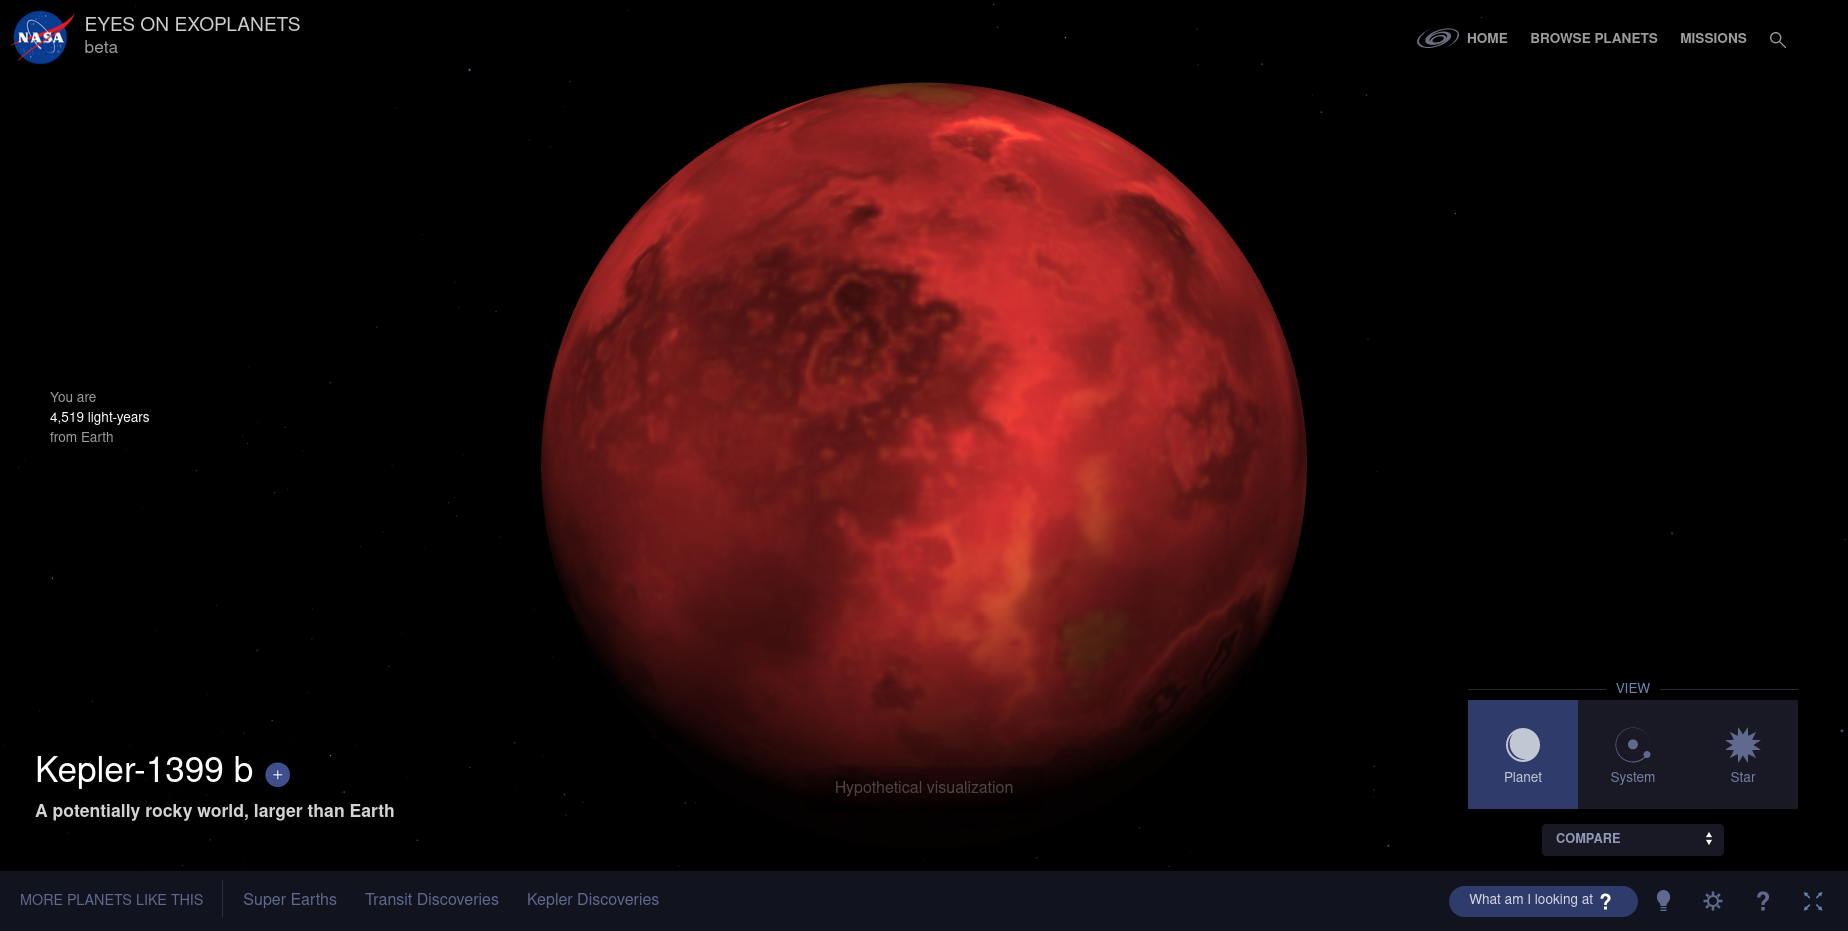 NASA
EYES ON EXOPLANETS
beta
HOME
BROWSE PLANETS
MISSIONS
You are
4,519 light-years
from Earth
Kepler-1399 b +
A potentially rocky world, larger than Earth
Hypothetical visualization
VIEW
Planet
System
Star
COMPARE
MORE PLANETS LIKE THIS
Super Earths
Transit Discoveries
Kepler Discoveries
What am I looking at ?
?